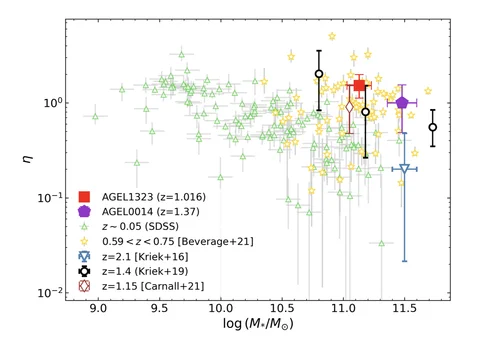 η
10⁰
10⁻¹
10⁻²
AGEL1323 (z=1.016)
AGEL0014 (z=1.37)
z ~ 0.05 (SDSS)
0.59 < z < 0.75 [Beverage+21]
z=2.1 [Kriek+16]
z=1.4 (Kriek+19)
z=1.15 [Carnall+21]
9.0 9.5 10.0 10.5 11.0 11.5
log (M*/M⊙)